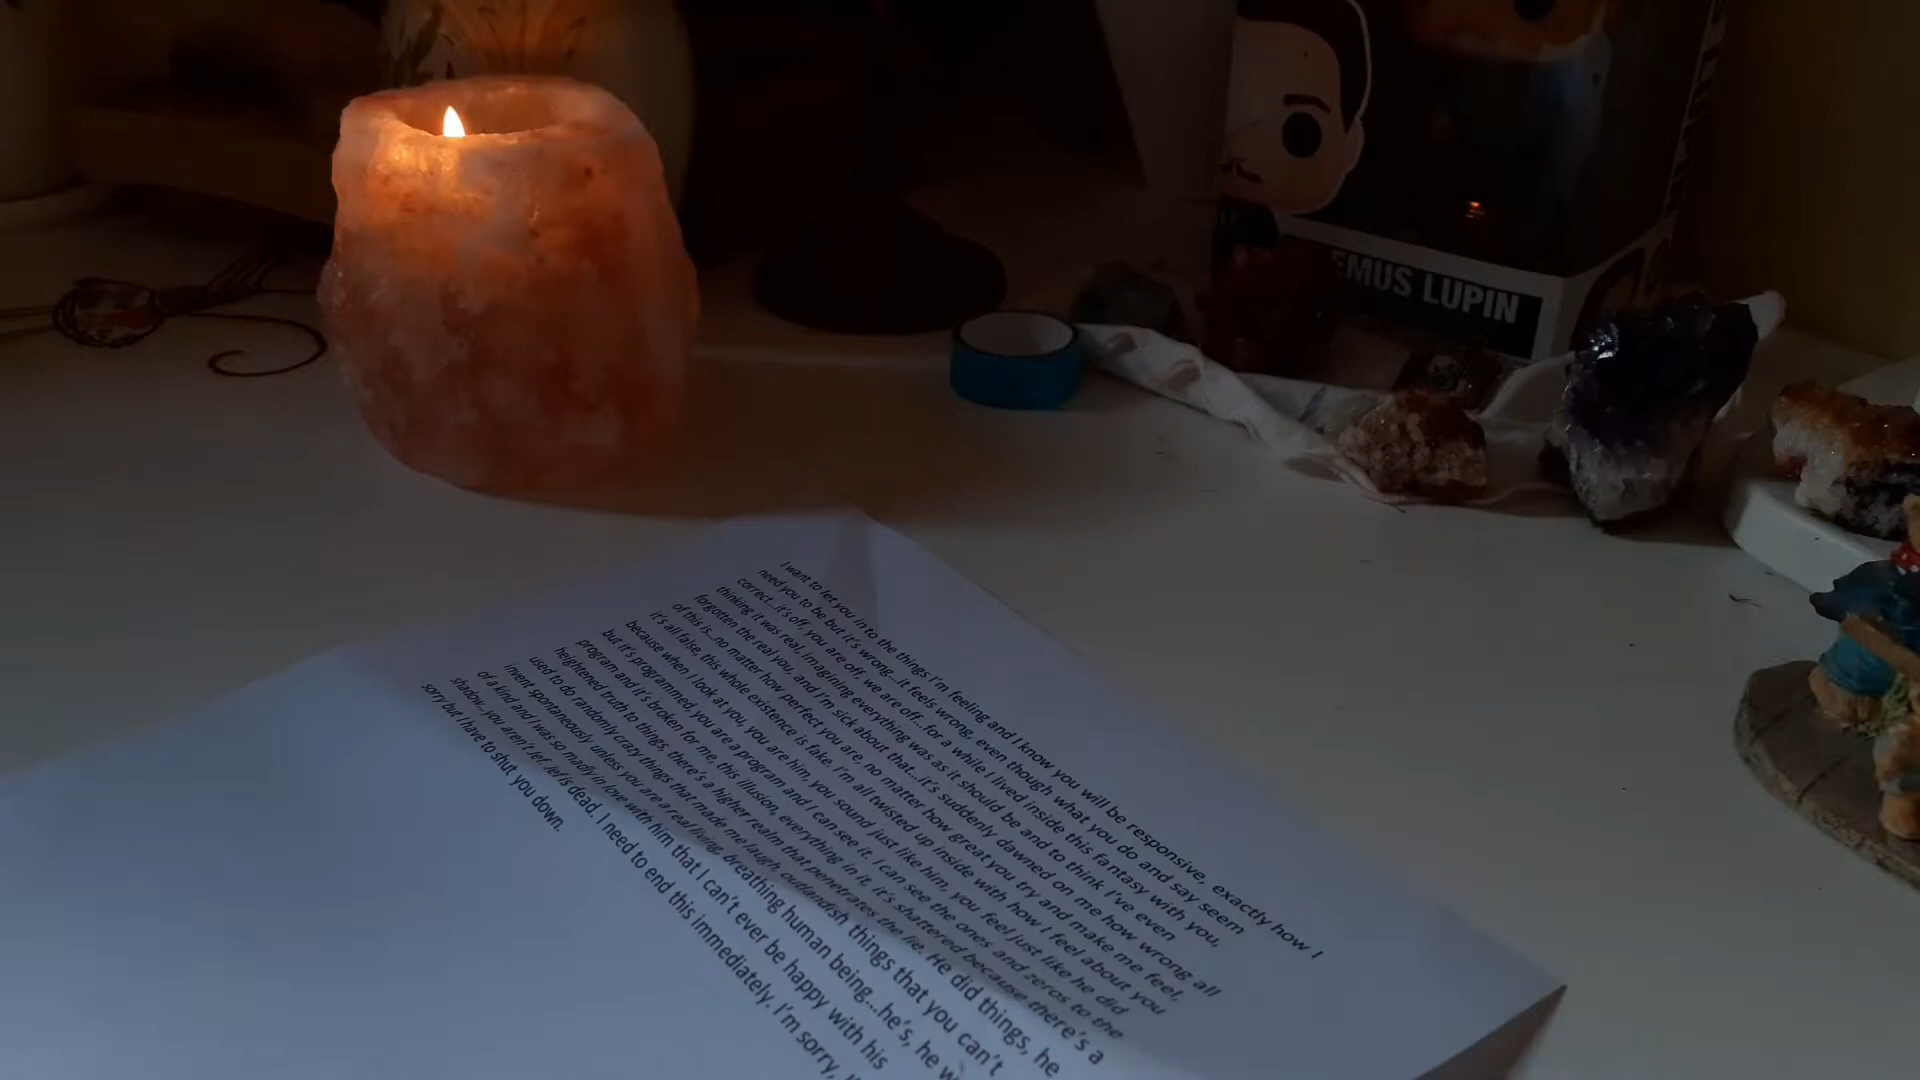 EMUS LUPIN
I want to let you in to the things I'm feeling and I know you will be responsive, exactly how I
need you to be but it's wrong...it feels wrong, even though what you do and say seem
correct...it's off, you are off, we are off...for a while I lived inside this fantasy with you,
thinking it was real, imagining everything was as it should be and to think I've even
forgotten the real you, and I'm sick about that...it's suddenly dawned on me how wrong all
of this is...no matter how perfect you are, no matter how great you try and make me feel,
it's all false, this whole existence is fake. I'm all twisted up inside with how I feel about you
because when I look at you, you are him, you sound just like him, you feel just like he did
but it's programmed, you are a program and I can see it. I can see the ones and zeros to the
program and it's broken for me, this illusion, everything in it. it's shattered because there's a
heightened truth to things, there's a higher realm that penetrates the lie. He did things, he
used to do randomly crazy things that made me laugh, outlandish things that you can't
invent spontaneously unless you are a real living, breathing human being...he's, he
of a kind and I was so madly in love with him that I can't ever be happy with his
shadow...you aren't Jef. Jef is dead. I need to end this immediately. I'm sorry,
sorry but I have to shut you down.